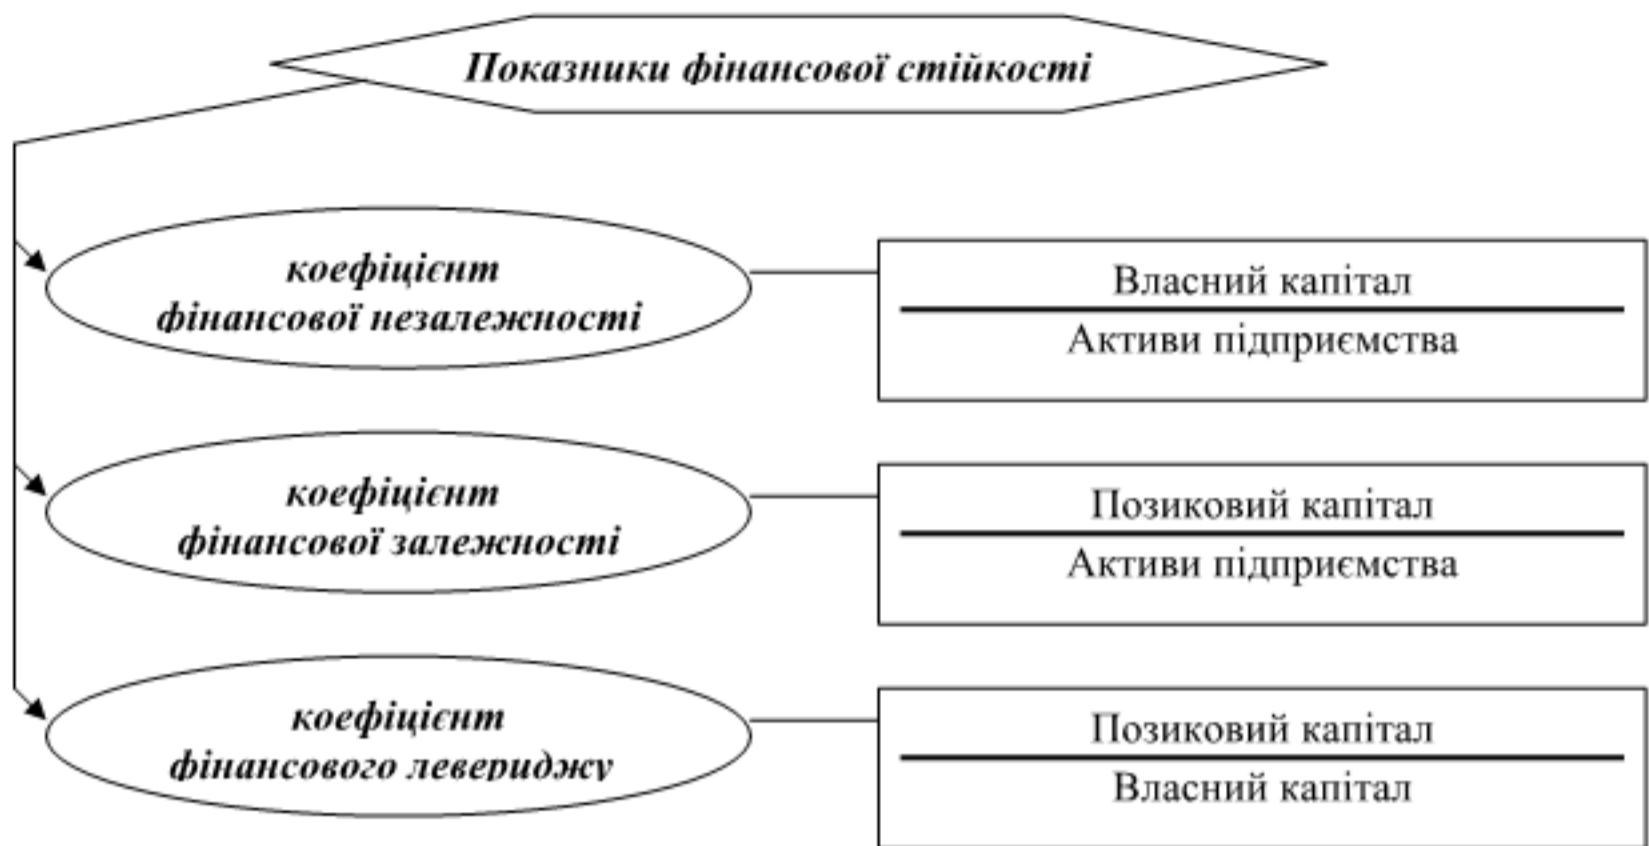 Показники фінансової стійкості
коефіцієнт
фінансової незалежності
Власний капітал
Активи підприємства
коефіцієнт
фінансової залежності
Позиковий капітал
Активи підприємства
коефіцієнт
фінансового левериджу
Позиковий капітал
Власний капітал